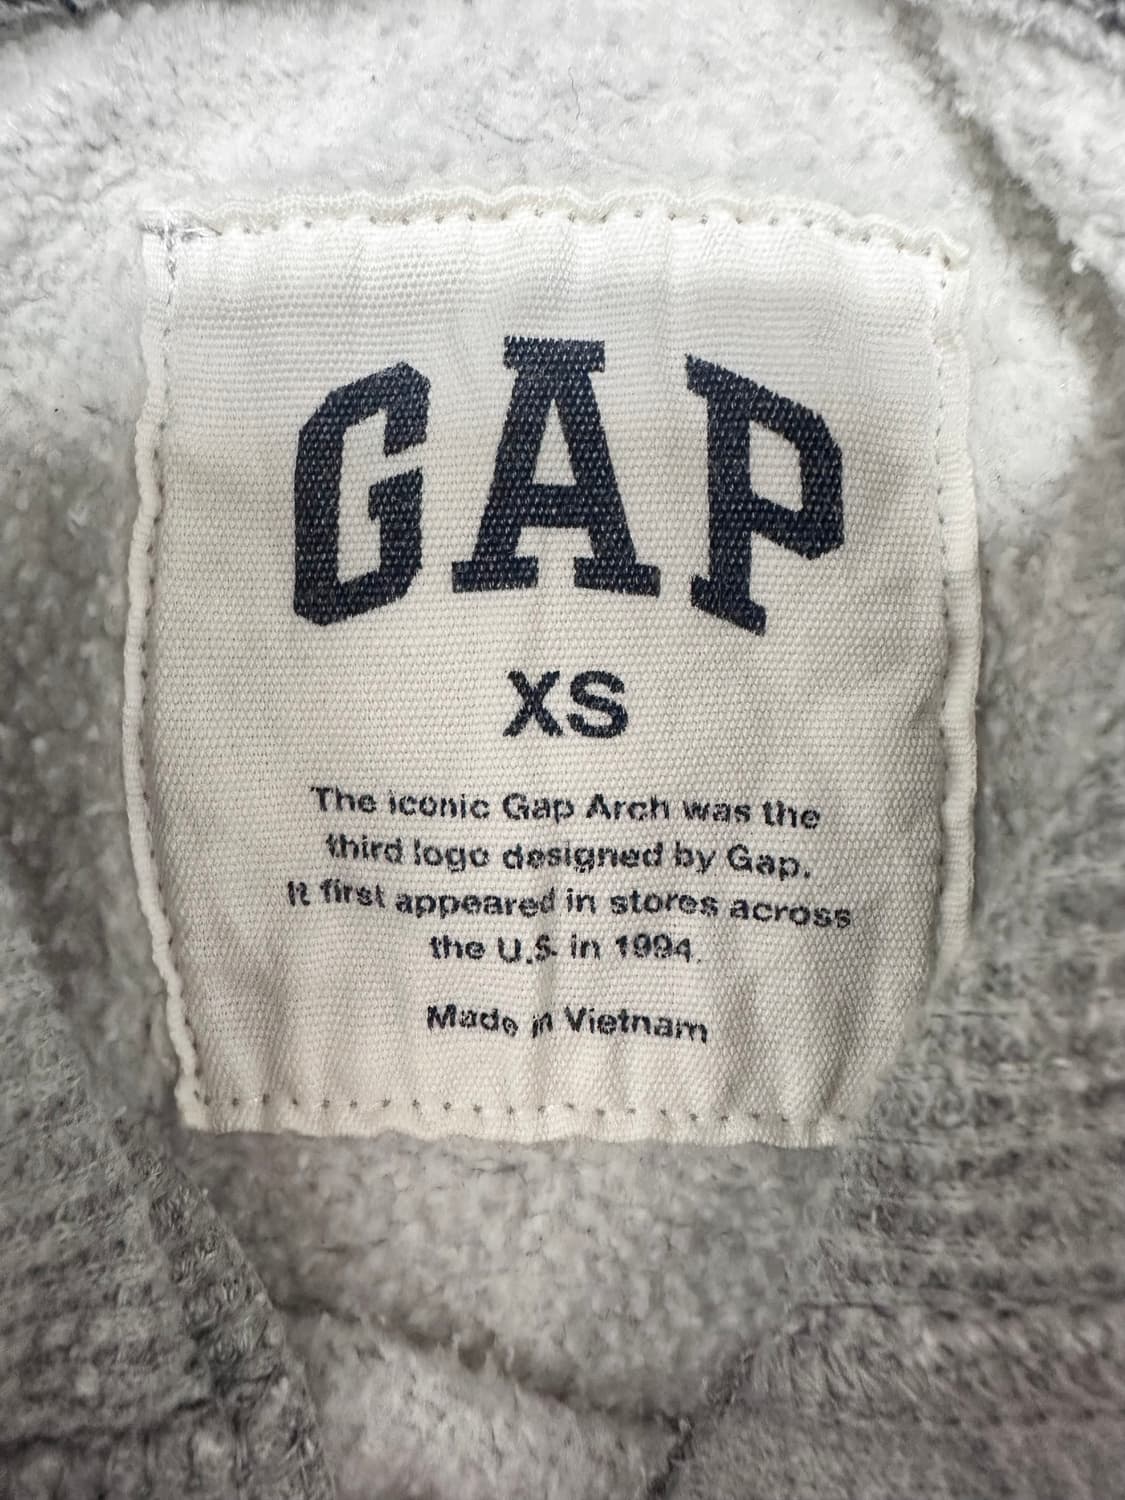 GAP
XS
The iconic Gap Arch was the
third logo designed by Gap.
It first appeared in stores across
the U.S. in 1994.
Made in Vietnam